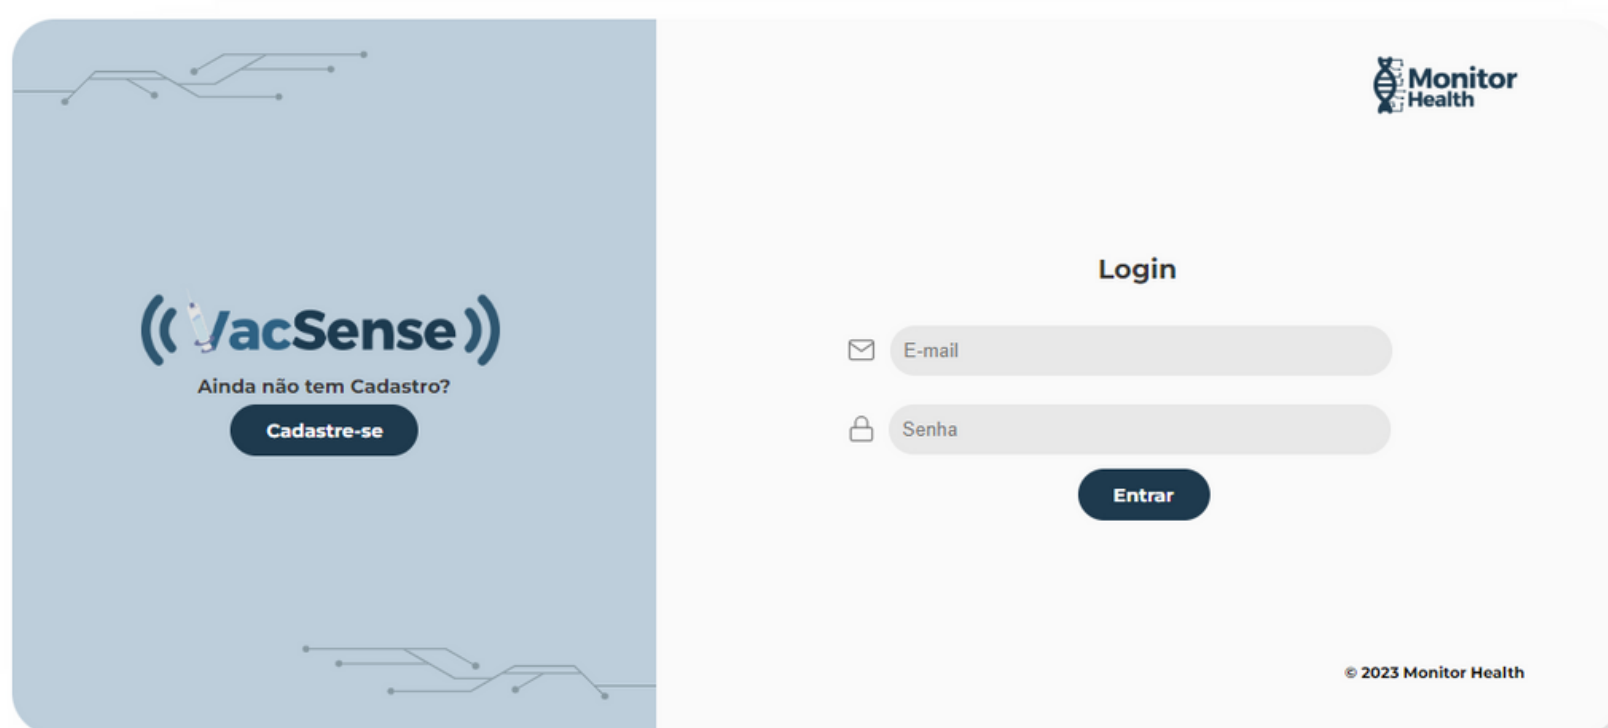 VacSense
Ainda não tem Cadastro?
Cadastre-se
Monitor
Health
Login
E-mail
Senha
Entrar
© 2023 Monitor Health